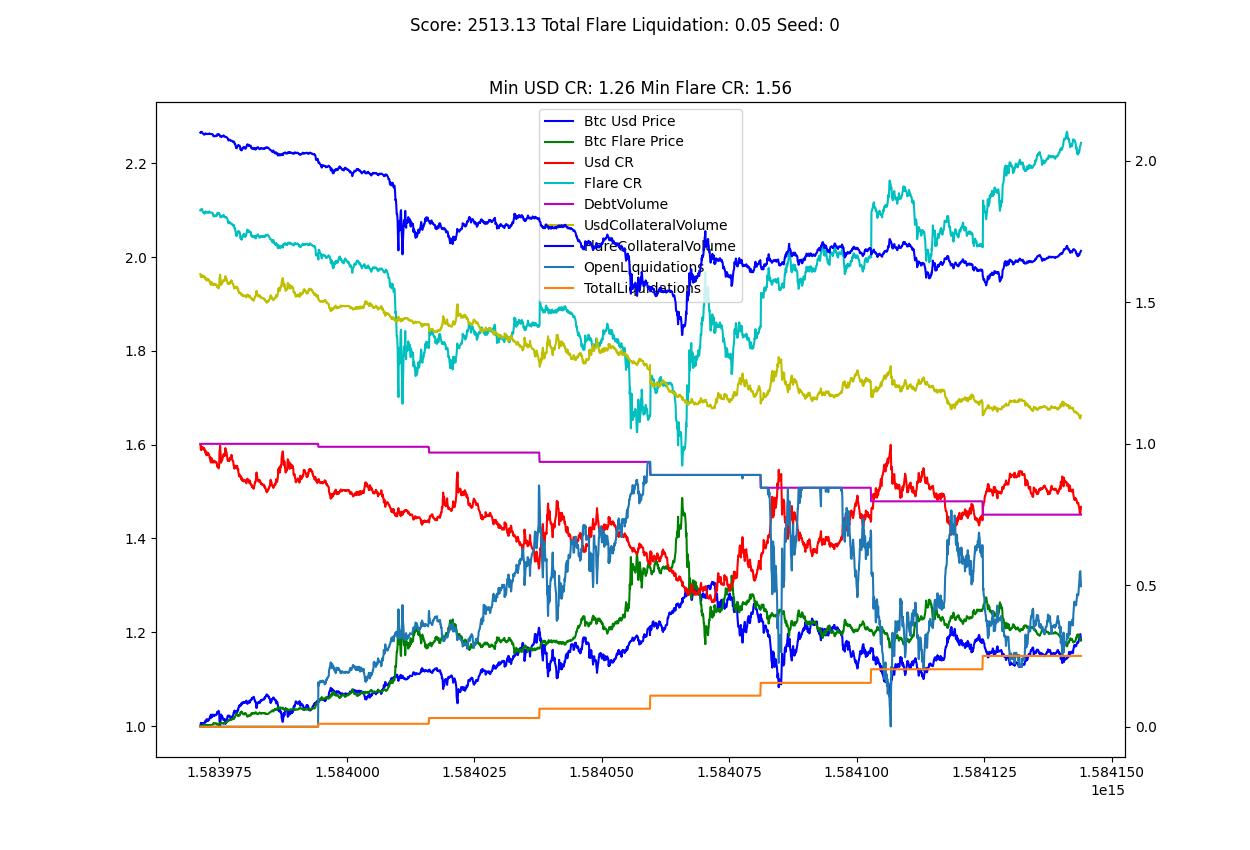 Score: 2513.13 Total Flare Liquidation: 0.05 Seed: 0
Min USD CR: 1.26 Min Flare CR: 1.56
Btc Usd Price
Btc Flare Price
Usd CR
Flare CR
DebtVolume
UsdCollateralVolume
FlareCollateralVolume
OpenLiquidations
TotalLiquidations
2.2
2.0
1.8
1.6
1.4
1.2
1.0
2.0
1.5
1.0
0.5
0.0
1.583975 1.584000 1.584025 1.584050 1.584075 1.584100 1.584125 1.584150
1e15